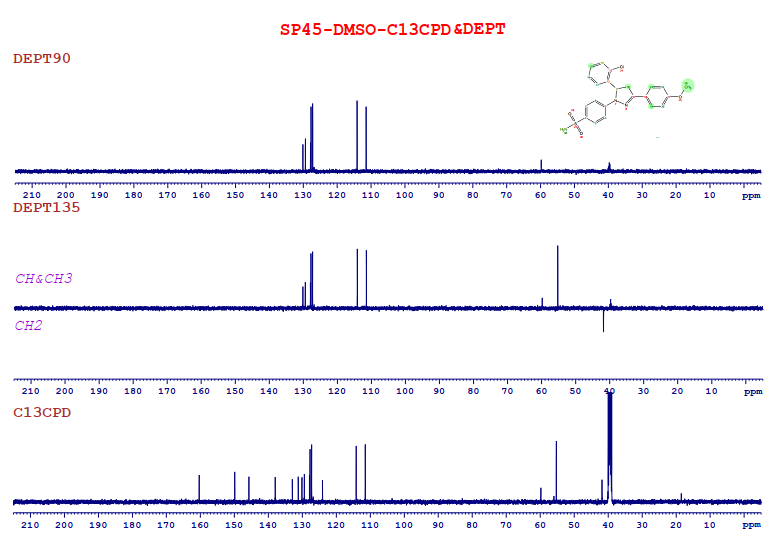 SP45-DMSO-C13CPD&DEPT
DEPT90
210 200 190 180 170 160 150 140 130 120 110 100 90 80 70 60 50 40 30 20 10 ppm
DEPT135
CH&CH3
CH2
210 200 190 180 170 160 150 140 130 120 110 100 90 80 70 60 50 40 30 20 10 ppm
C13CPD
210 200 190 180 170 160 150 140 130 120 110 100 90 80 70 60 50 40 30 20 10 ppm